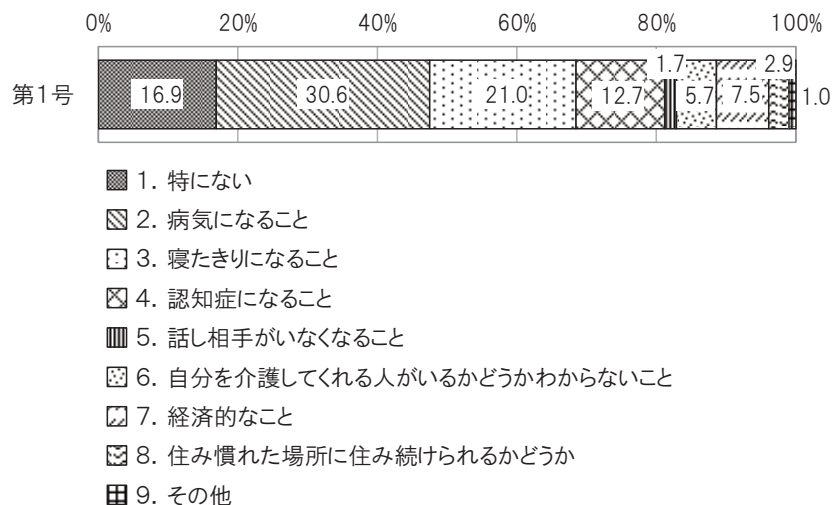 0% 20% 40% 60% 80% 100%
第1号 16.9 30.6 21.0 12.7 1.7 5.7 7.5 2.9 1.0
1. 特にない
2. 病気になること
3. 寝たきりになること
4. 認知症になること
5. 話し相手がいなくなること
6. 自分を介護してくれる人がいるかどうかわからないこと
7. 経済的なこと
8. 住み慣れた場所に住み続けられるかどうか
9. その他